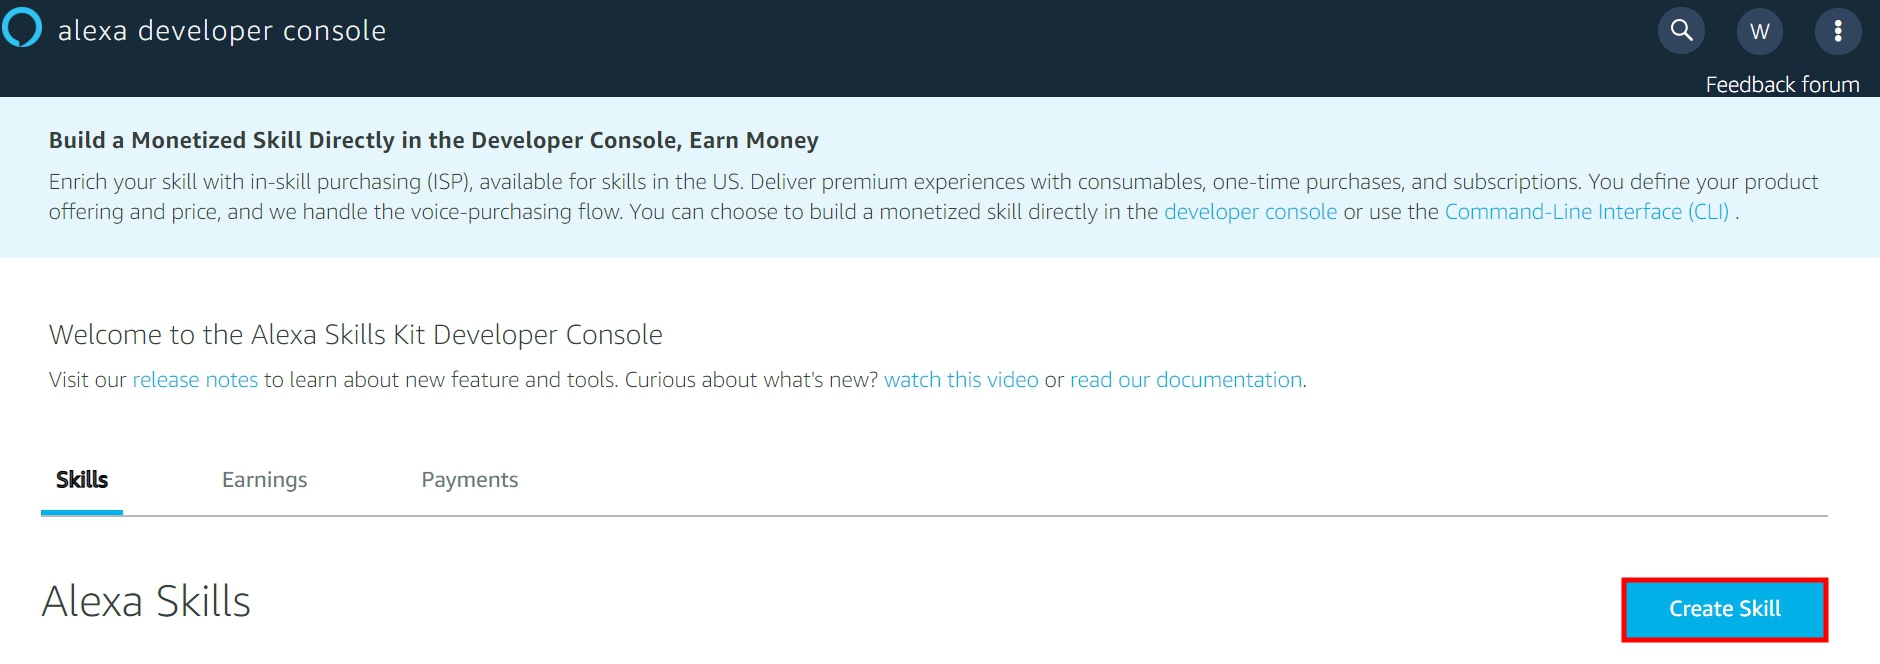 alexa developer console
W
Feedback forum
Build a Monetized Skill Directly in the Developer Console, Earn Money
Enrich your skill with in-skill purchasing (ISP), available for skills in the US. Deliver premium experiences with consumables, one-time purchases, and subscriptions. You define your product
offering and price, and we handle the voice-purchasing flow. You can choose to build a monetized skill directly in the developer console or use the Command-Line Interface (CLI) .
Welcome to the Alexa Skills Kit Developer Console
Visit our release notes to learn about new feature and tools. Curious about what's new? watch this video or read our documentation.
Skills Earnings Payments
Alexa Skills
Create Skill